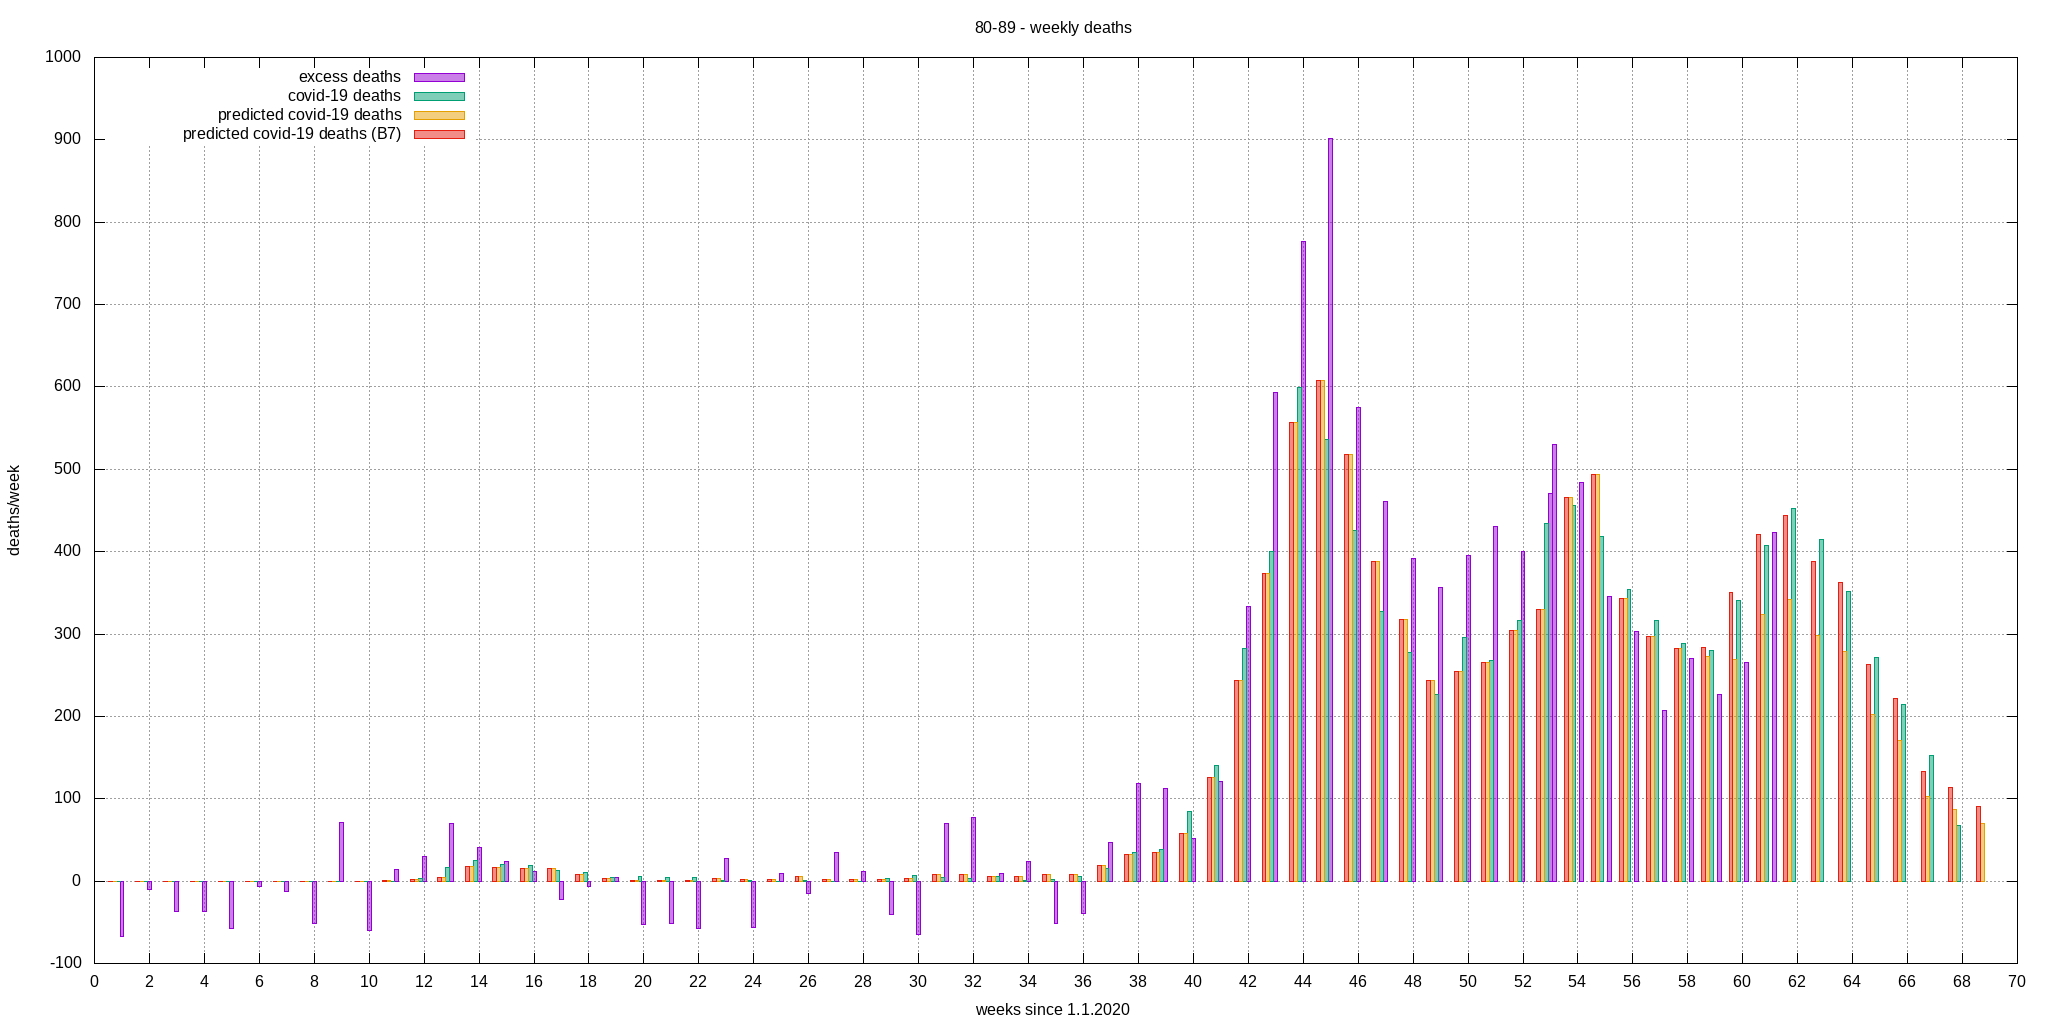 80-89 - weekly deaths
excess deaths
covid-19 deaths
predicted covid-19 deaths
predicted covid-19 deaths (B7)
1000
900
800
700
600
500
400
300
200
100
0
-100
deaths/week
0 2 4 6 8 10 12 14 16 18 20 22 24 26 28 30 32 34 36 38 40 42 44 46 48 50 52 54 56 58 60 62 64 66 68 70
weeks since 1.1.2020